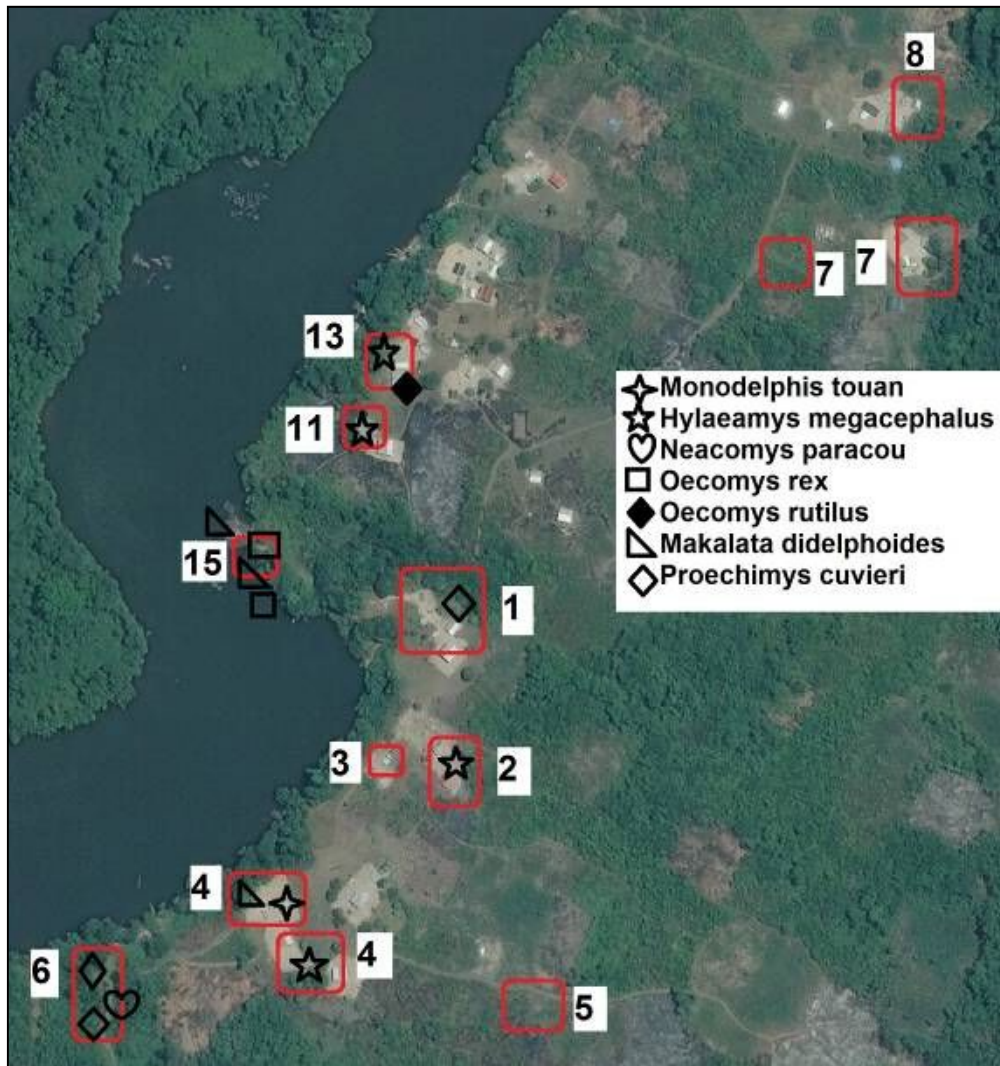 8
7
7
13
Monodelphis touan
Hylaeamys megacephalus
11
Neacomys paracou
Oecomys rex
Oecomys rutilus
Makalata didelphoides
15
Proechimys cuvieri
1
3
2
4
4
6
5